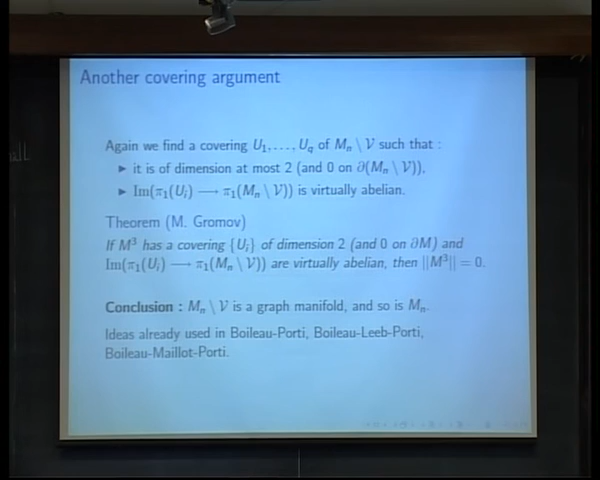 Another covering argument
Again we find a covering U₁, . . . , U_q of Mₙ \ 𝒱 such that :
▶ it is of dimension at most 2 (and 0 on ∂(Mₙ \ 𝒱)),
▶ Im(π₁(Uᵢ) ⟶ π₁(Mₙ \ 𝒱)) is virtually abelian.
Theorem (M. Gromov)
If M³ has a covering {Uᵢ} of dimension 2 (and 0 on ∂M) and
Im(π₁(Uᵢ) ⟶ π₁(Mₙ \ 𝒱)) are virtually abelian, then ||M³|| = 0.
Conclusion : Mₙ \ 𝒱 is a graph manifold, and so is Mₙ.
Ideas already used in Boileau-Porti, Boileau-Leeb-Porti,
Boileau-Maillot-Porti.